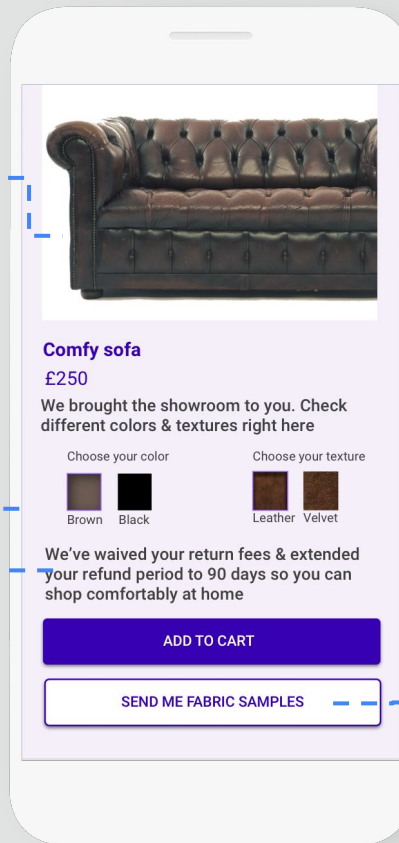 Comfy sofa
£250
We brought the showroom to you. Check
different colors & textures right here
Choose your color
Choose your texture
Brown
Black
Leather
Velvet
We’ve waived your return fees & extended
your refund period to 90 days so you can
shop comfortably at home
ADD TO CART
SEND ME FABRIC SAMPLES